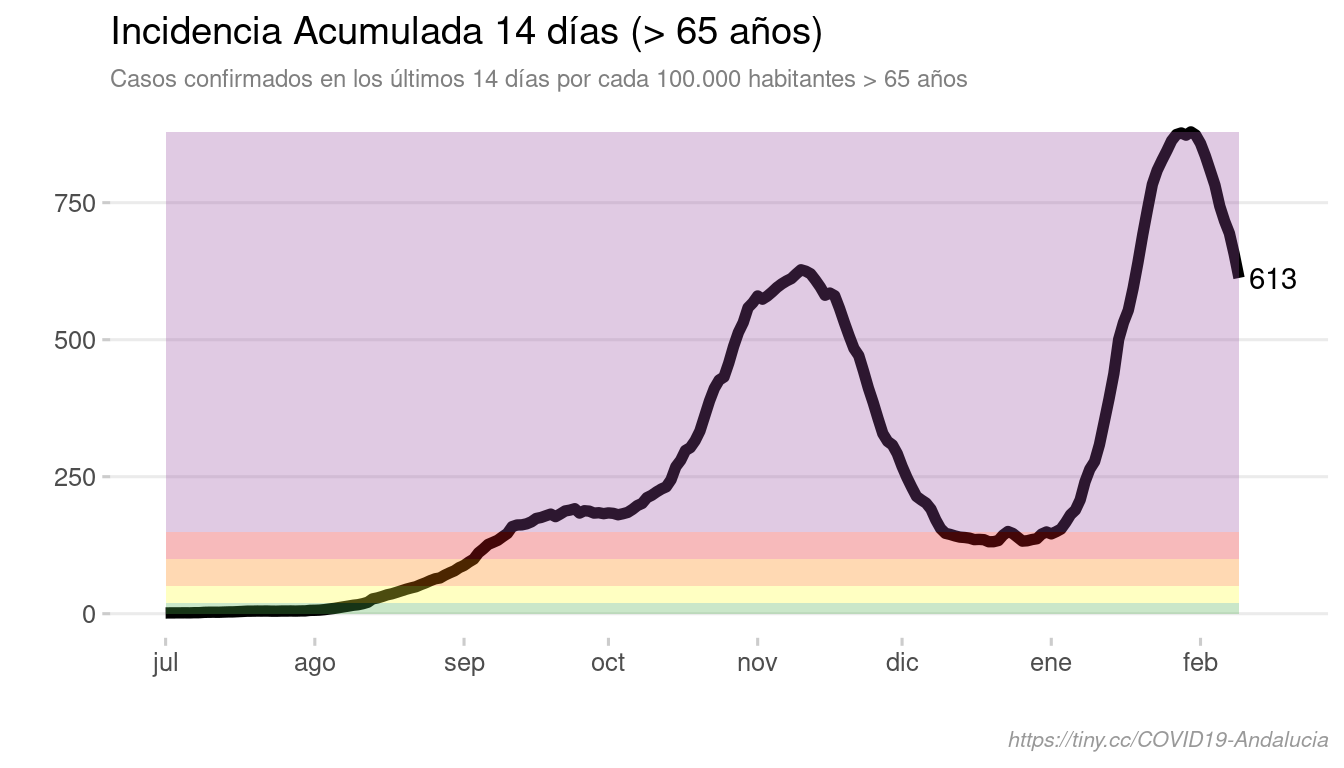 Incidencia Acumulada 14 días (> 65 años)
Casos confirmados en los últimos 14 días por cada 100.000 habitantes > 65 años
750
613
500
250
0
jul ago sep oct nov dic ene feb
https://tiny.cc/COVID19-Andalucia